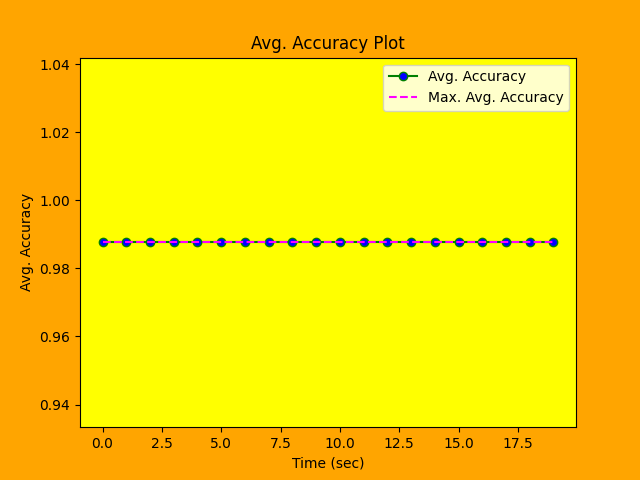 Avg. Accuracy Plot
Avg. Accuracy
Max. Avg. Accuracy
1.04
1.02
1.00
0.98
0.96
0.94
Avg. Accuracy
0.0 2.5 5.0 7.5 10.0 12.5 15.0 17.5
Time (sec)